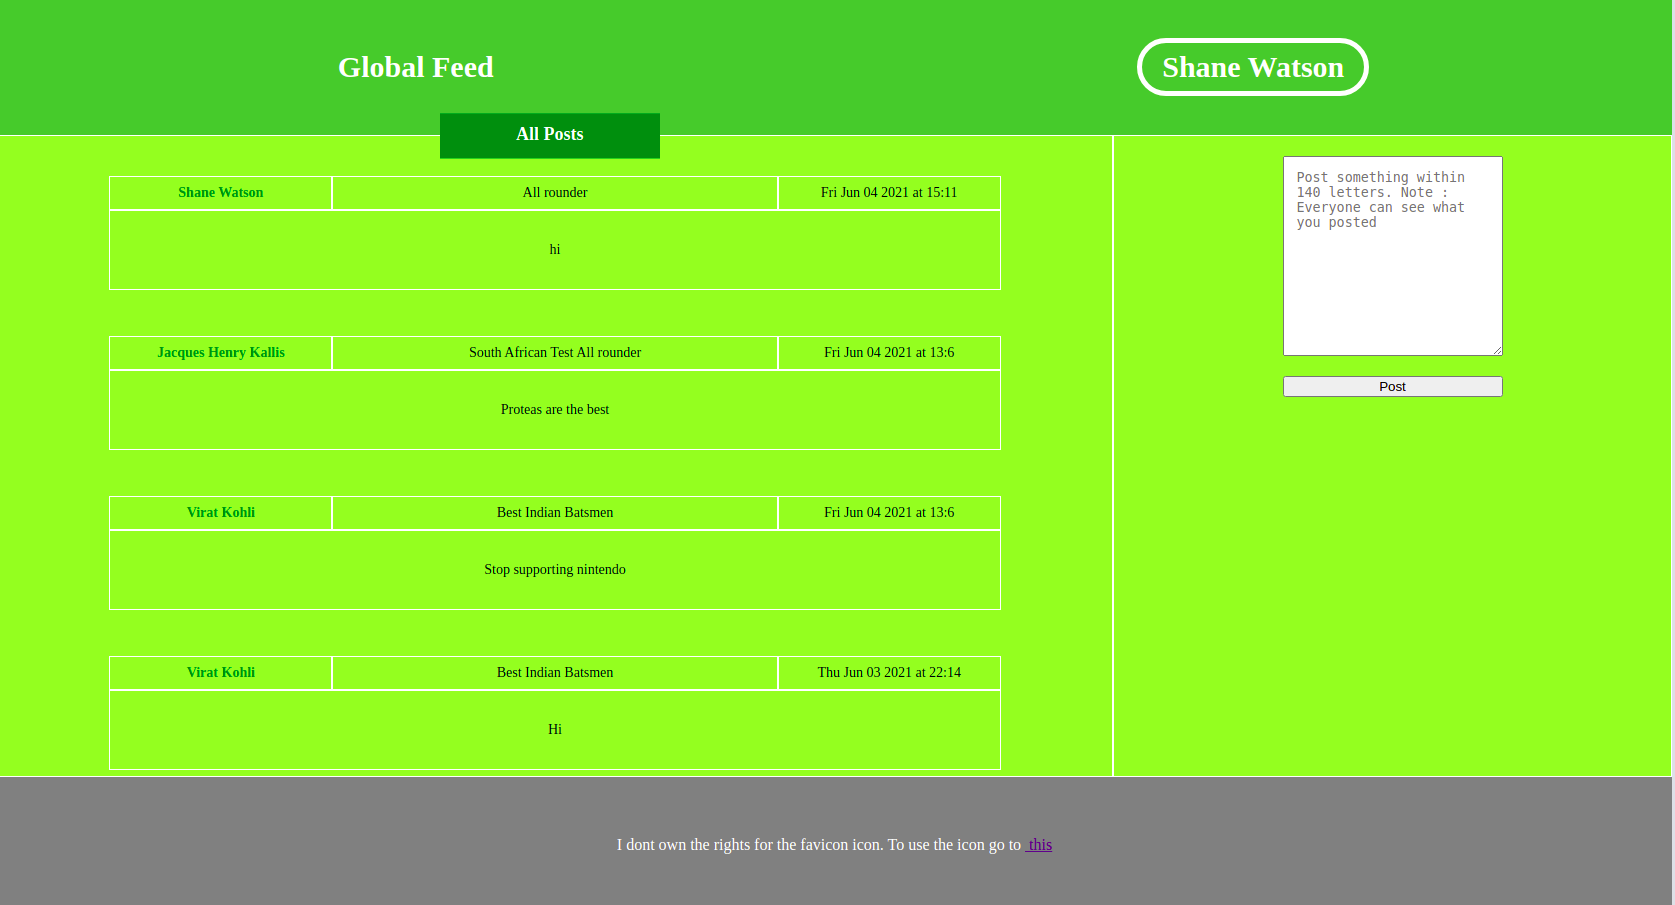 Global Feed
Shane Watson
All Posts
Shane Watson
All rounder
Fri Jun 04 2021 at 15:11
hi
Jacques Henry Kallis
South African Test All rounder
Fri Jun 04 2021 at 13:6
Proteas are the best
Virat Kohli
Best Indian Batsmen
Fri Jun 04 2021 at 13:6
Stop supporting nintendo
Virat Kohli
Best Indian Batsmen
Thu Jun 03 2021 at 22:14
Hi
Post something within
140 letters. Note :
Everyone can see what
you posted
Post
I dont own the rights for the favicon icon. To use the icon go to this